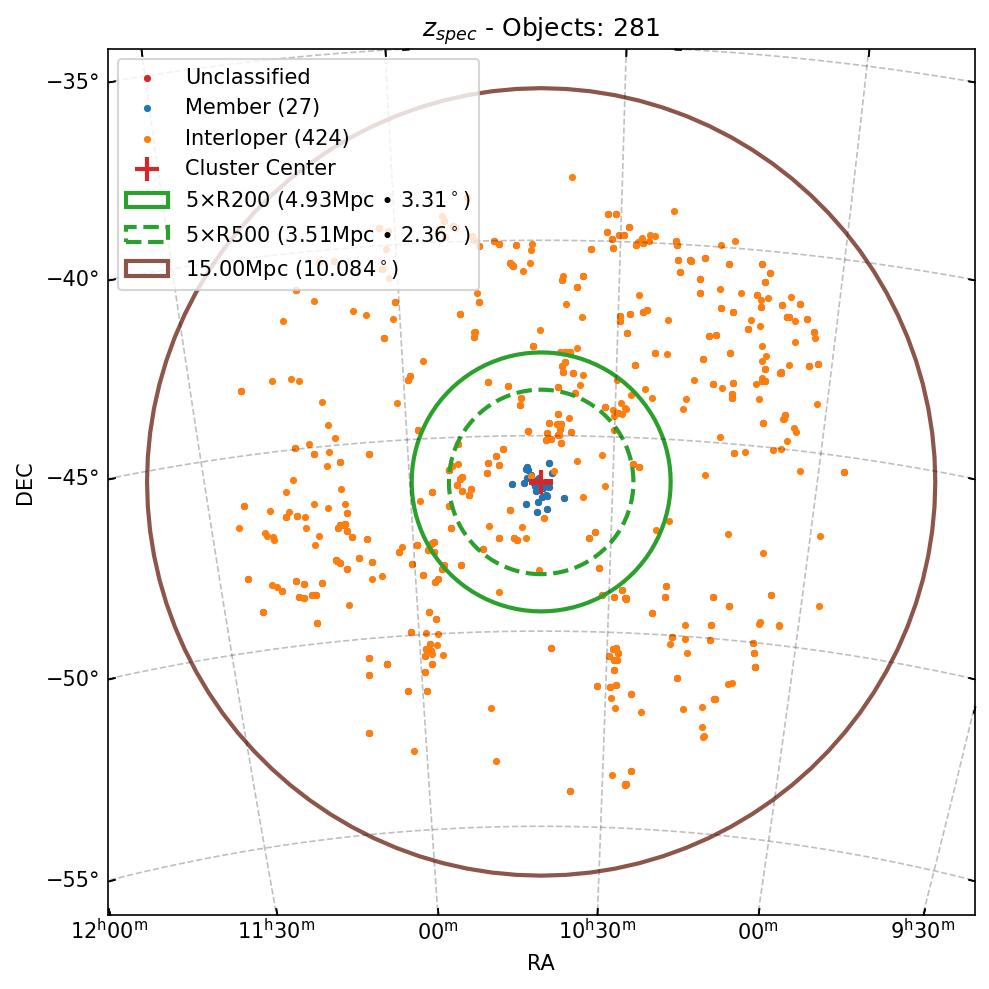 z_spec - Objects: 281
Unclassified
Member (27)
Interloper (424)
Cluster Center
5×R200 (4.93Mpc • 3.31°)
5×R500 (3.51Mpc • 2.36°)
15.00Mpc (10.084°)
−35°
−40°
−45°
−50°
−55°
DEC
12ʰ00ᵐ 11ʰ30ᵐ 00ᵐ 10ʰ30ᵐ 00ᵐ 9ʰ30ᵐ
RA